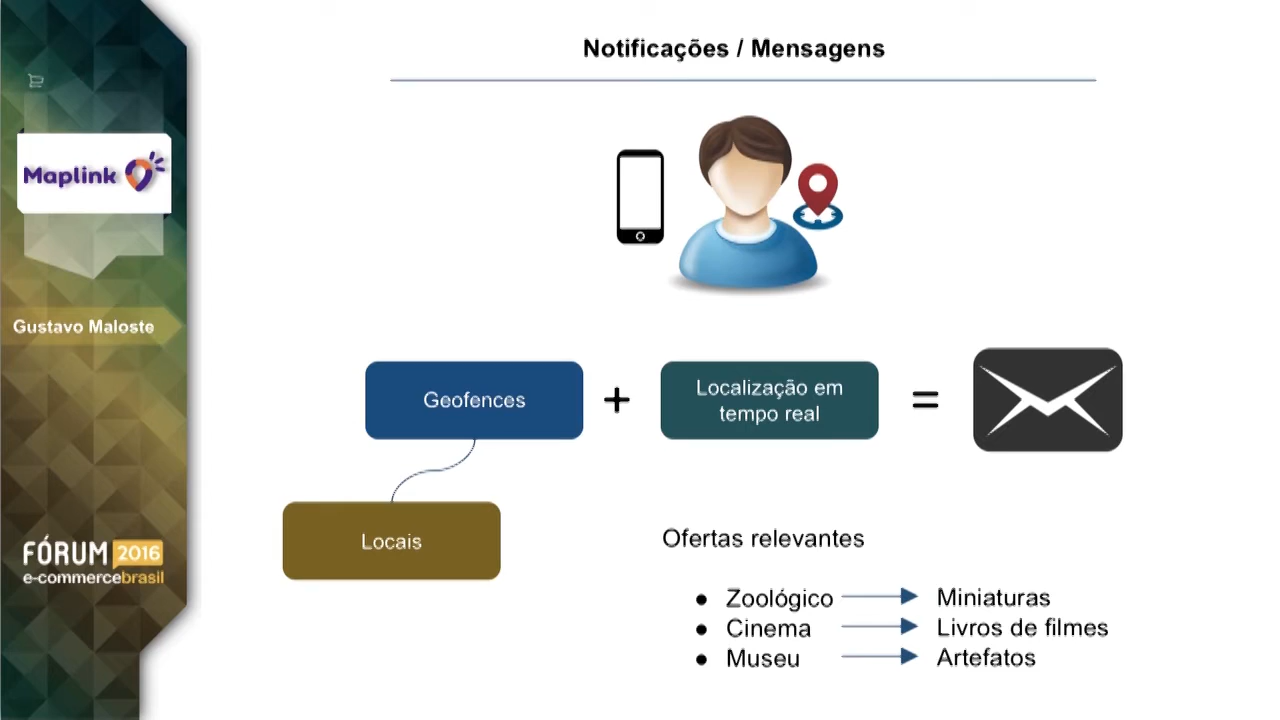 Notificações / Mensagens
Maplink
Gustavo Maloste
Geofences
+
Localização em
tempo real
=
Locais
Ofertas relevantes
● Zoológico
Miniaturas
● Cinema
Livros de filmes
● Museu
Artefatos
FÓRUM 2016
e-commercebrasil